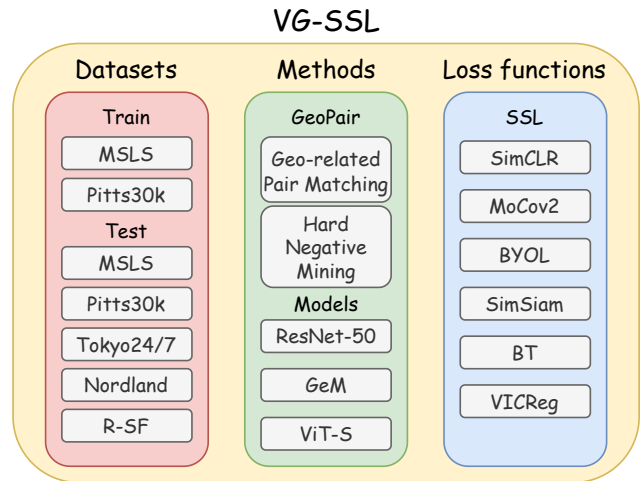 VG-SSL
Datasets
Train
MSLS
Pitts30k
Test
MSLS
Pitts30k
Tokyo24/7
Nordland
R-SF
Methods
GeoPair
Geo-related
Pair Matching
Hard
Negative
Mining
Models
ResNet-50
GeM
ViT-S
Loss functions
SSL
SimCLR
MoCov2
BYOL
SimSiam
BT
VICReg